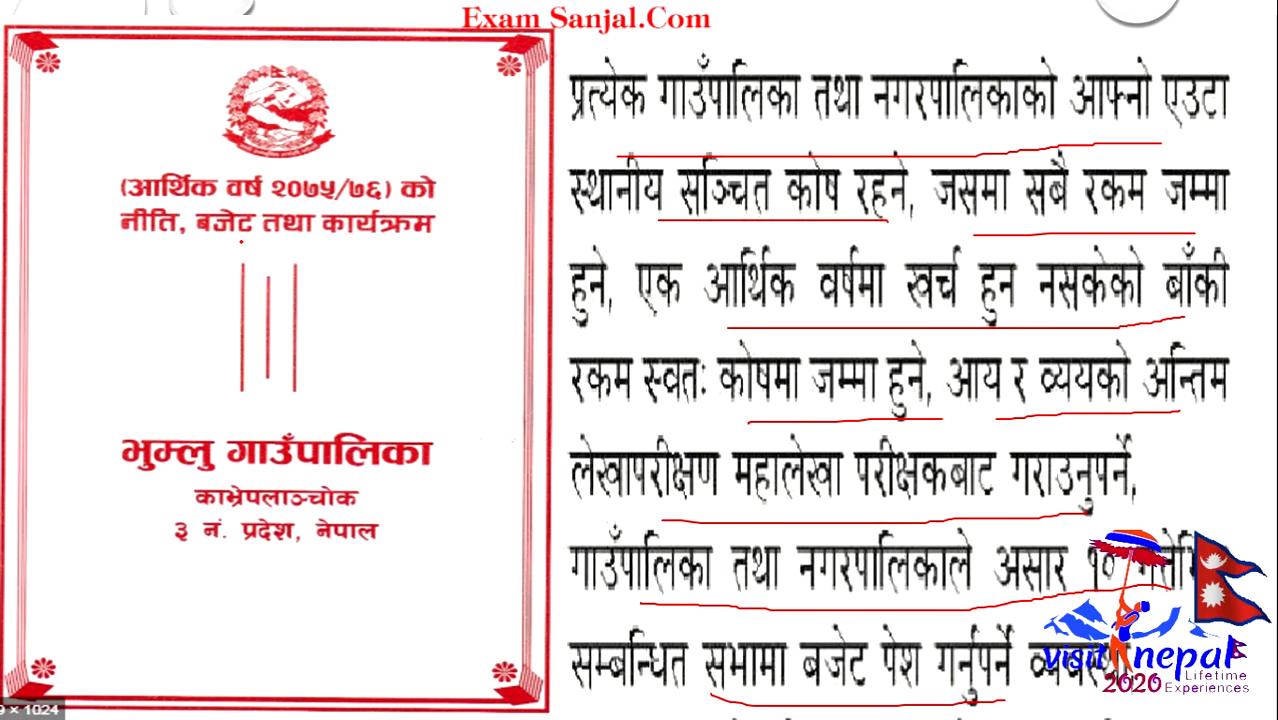 Exam Sanjal.Com
(आर्थिक वर्ष २०७५/७६) को
नीति, बजेट तथा कार्यक्रम
भुम्लु गाउँपालिका
काभ्रेपलाञ्चोक
३ नं. प्रदेश, नेपाल
प्रत्येक गाउँपालिका तथा नगरपालिकाको आफ्नो एउटा
स्थानीय सञ्चित कोष रहने, जसमा सबै रकम जम्मा
हुने, एक आर्थिक वर्षमा खर्च हुन नसकेको बाँकी
रकम स्वतः कोषमा जम्मा हुने, आय र व्ययको अन्तिम
लेखापरीक्षण महालेखा परीक्षकबाट गराउनुपर्ने,
गाउँपालिका तथा नगरपालिकाले असार १०
सम्बन्धित सभामा बजेट पेश गर्नुपर्ने
visit nepal
2020 Lifetime
Experiences
× 1024